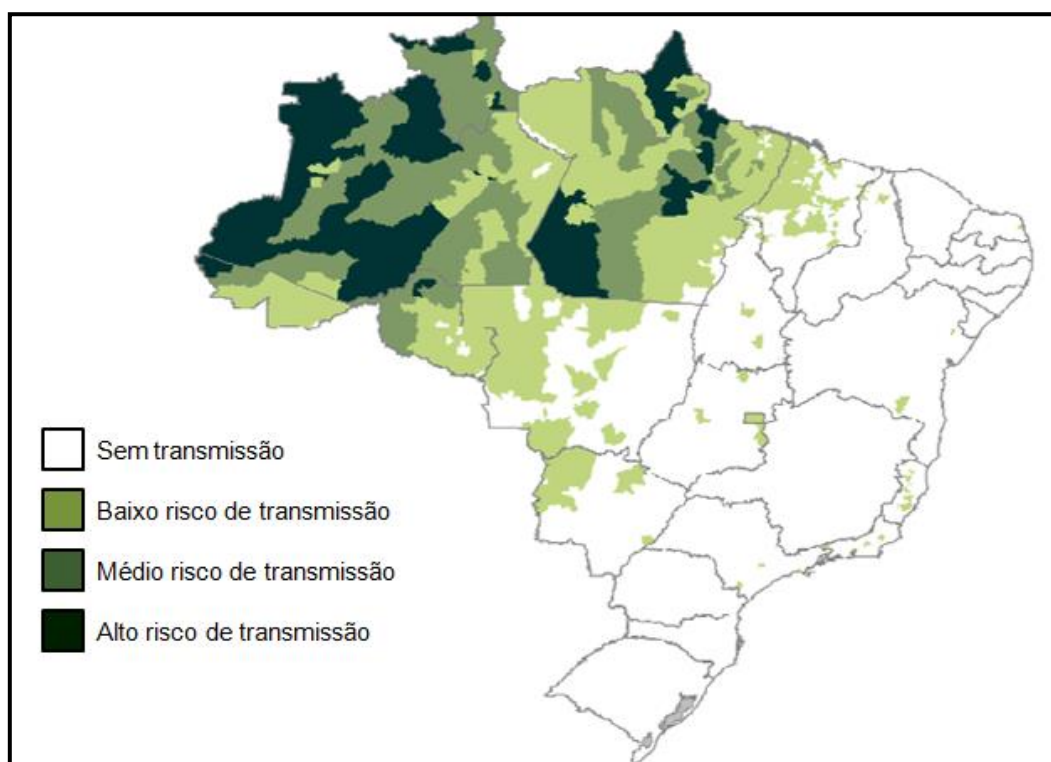 Sem transmissão
Baixo risco de transmissão
Médio risco de transmissão
Alto risco de transmissão